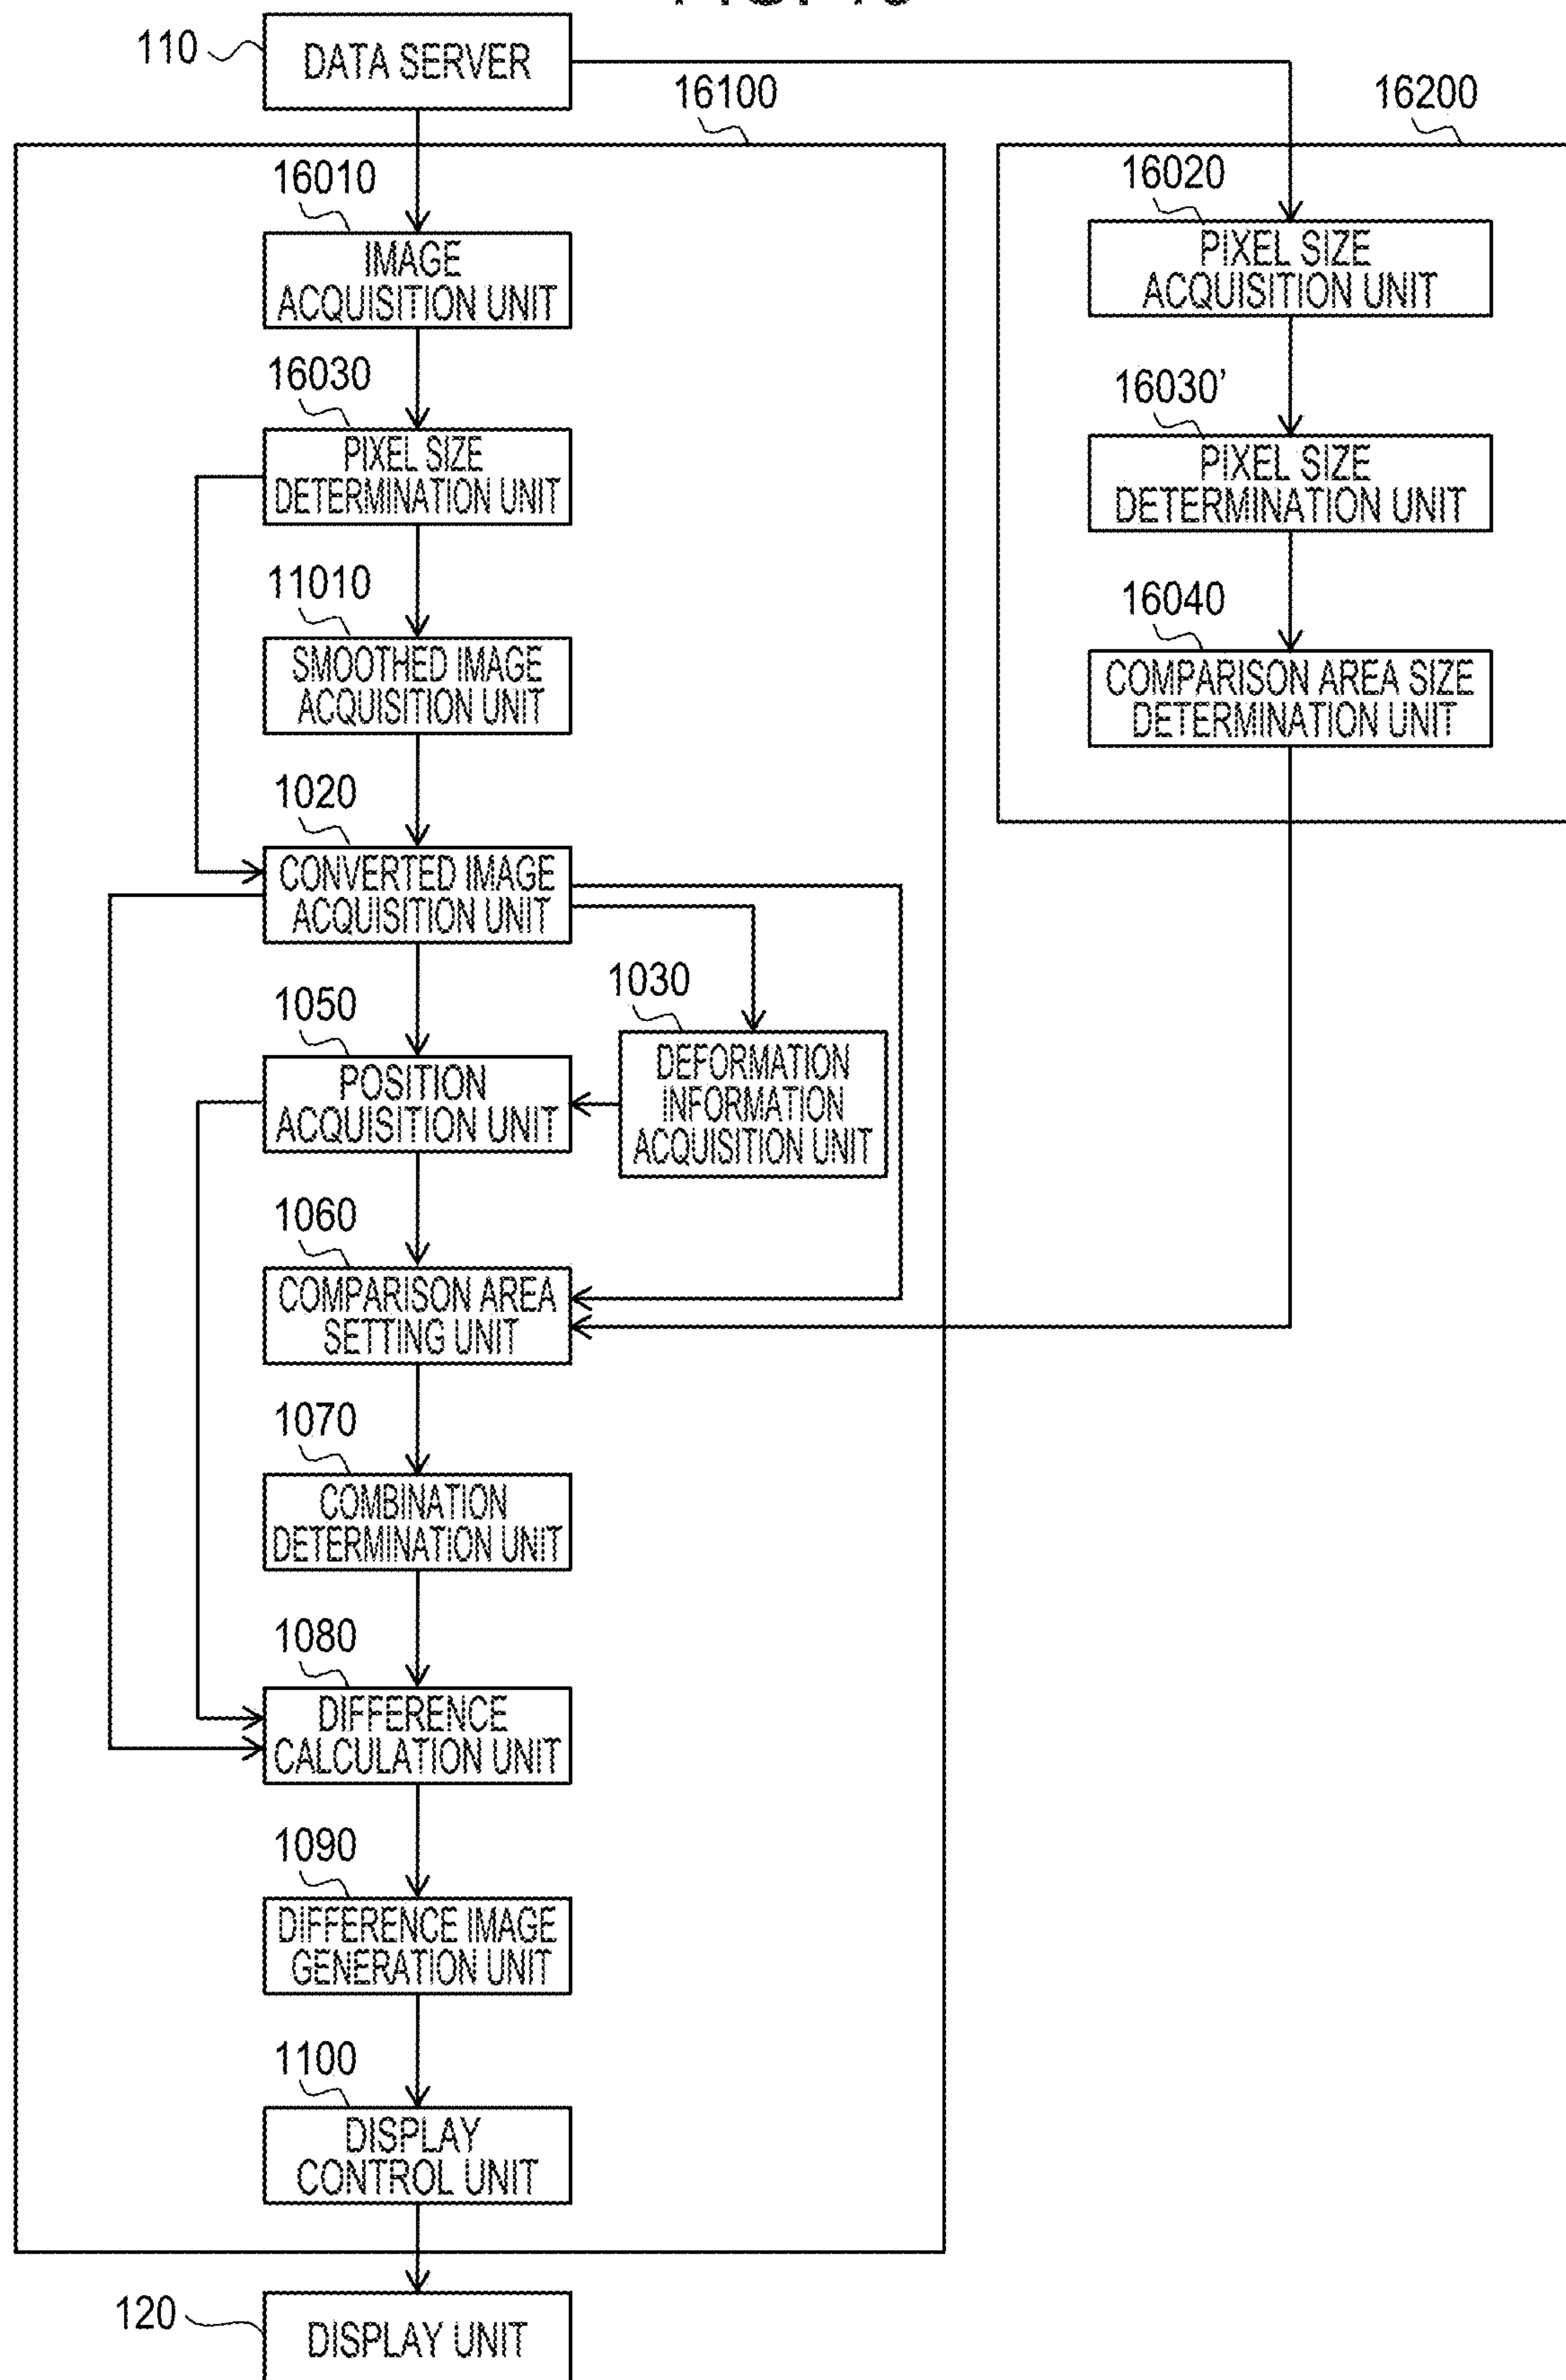 110
DATA SERVER
16100
16200
16010
IMAGE
ACQUISITION UNIT
16020
PIXEL SIZE
ACQUISITION UNIT
16030
PIXEL SIZE
DETERMINATION UNIT
16030’
PIXEL SIZE
DETERMINATION UNIT
11010
SMOOTHED IMAGE
ACQUISITION UNIT
16040
COMPARISON AREA SIZE
DETERMINATION UNIT
1020
CONVERTED IMAGE
ACQUISITION UNIT
1030
DEFORMATION
INFORMATION
ACQUISITION UNIT
1050
POSITION
ACQUISITION UNIT
1060
COMPARISON AREA
SETTING UNIT
1070
COMBINATION
DETERMINATION UNIT
1080
DIFFERENCE
CALCULATION UNIT
1090
DIFFERENCE IMAGE
GENERATION UNIT
1100
DISPLAY
CONTROL UNIT
120
DISPLAY UNIT